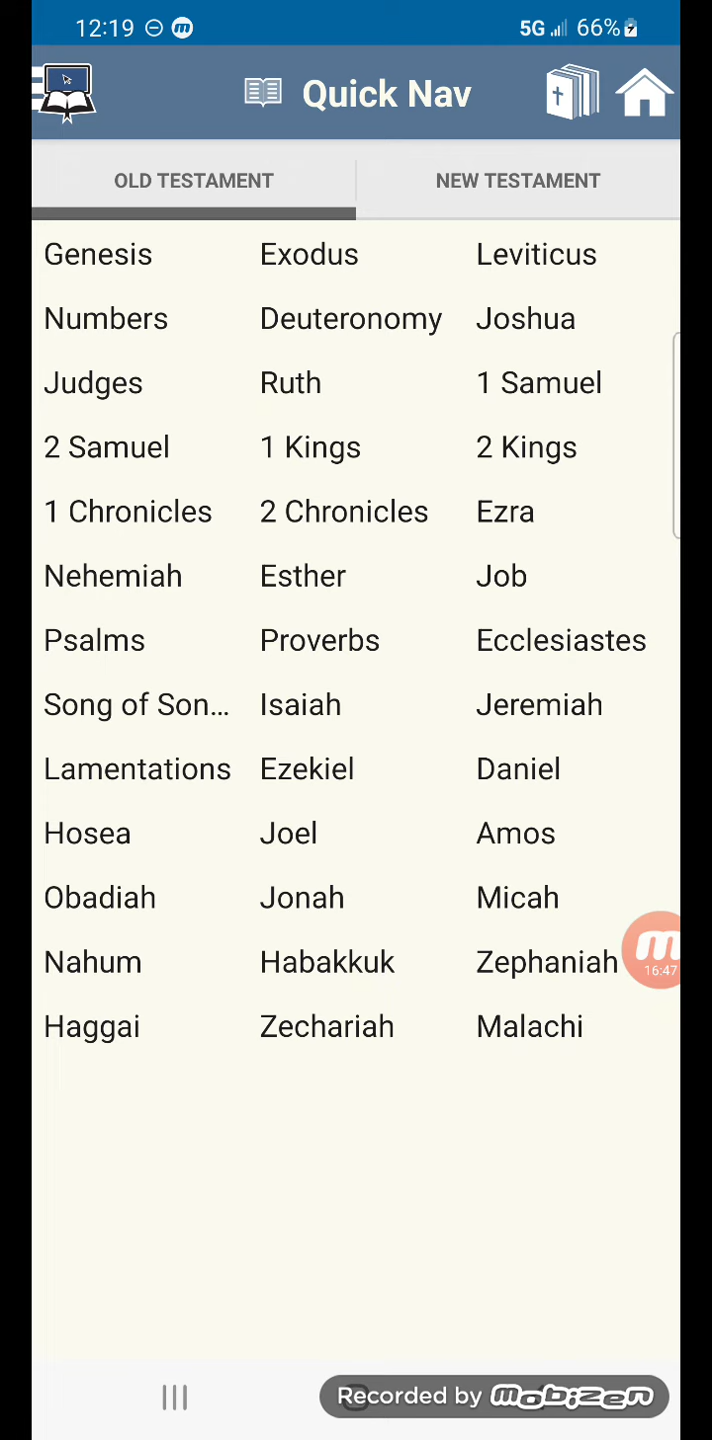 12:19 m 5G 66%
Quick Nav
OLD TESTAMENT NEW TESTAMENT
Genesis Exodus Leviticus
Numbers Deuteronomy Joshua
Judges Ruth 1 Samuel
2 Samuel 1 Kings 2 Kings
1 Chronicles 2 Chronicles Ezra
Nehemiah Esther Job
Psalms Proverbs Ecclesiastes
Song of Son... Isaiah Jeremiah
Lamentations Ezekiel Daniel
Hosea Joel Amos
Obadiah Jonah Micah
Nahum Habakkuk Zephaniah
m
16:47
Haggai Zechariah Malachi
Recorded by mobizen